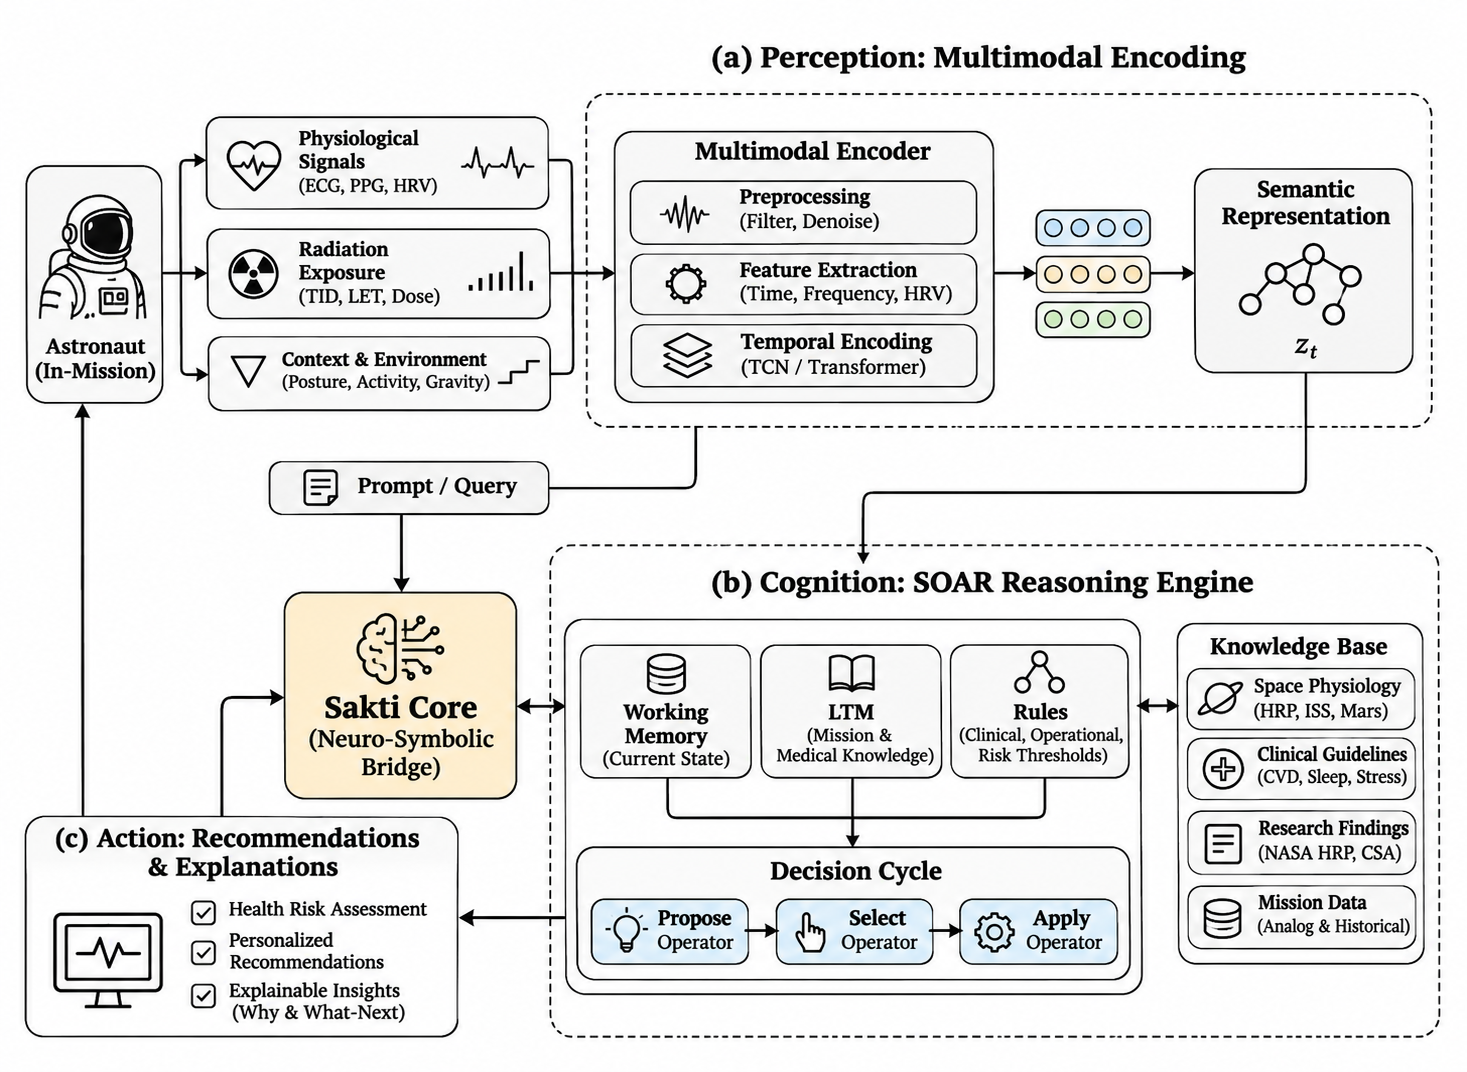 (a) Perception: Multimodal Encoding
Physiological
Signals
(ECG, PPG, HRV)
Radiation
Exposure
(TID, LET, Dose)
Context & Environment
(Posture, Activity, Gravity)
Astronaut
(In-Mission)
Multimodal Encoder
Preprocessing
(Filter, Denoise)
Feature Extraction
(Time, Frequency, HRV)
Temporal Encoding
(TCN / Transformer)
Semantic
Representation
z_t
Prompt / Query
Sakti Core
(Neuro-Symbolic
Bridge)
(b) Cognition: SOAR Reasoning Engine
Working
Memory
(Current State)
LTM
(Mission &
Medical Knowledge)
Rules
(Clinical, Operational,
Risk Thresholds)
Decision Cycle
Propose
Operator
Select
Operator
Apply
Operator
Knowledge Base
Space Physiology
(HRP, ISS, Mars)
Clinical Guidelines
(CVD, Sleep, Stress)
Research Findings
(NASA HRP, CSA)
Mission Data
(Analog & Historical)
(c) Action: Recommendations
& Explanations
Health Risk Assessment
Personalized
Recommendations
Explainable Insights
(Why & What-Next)